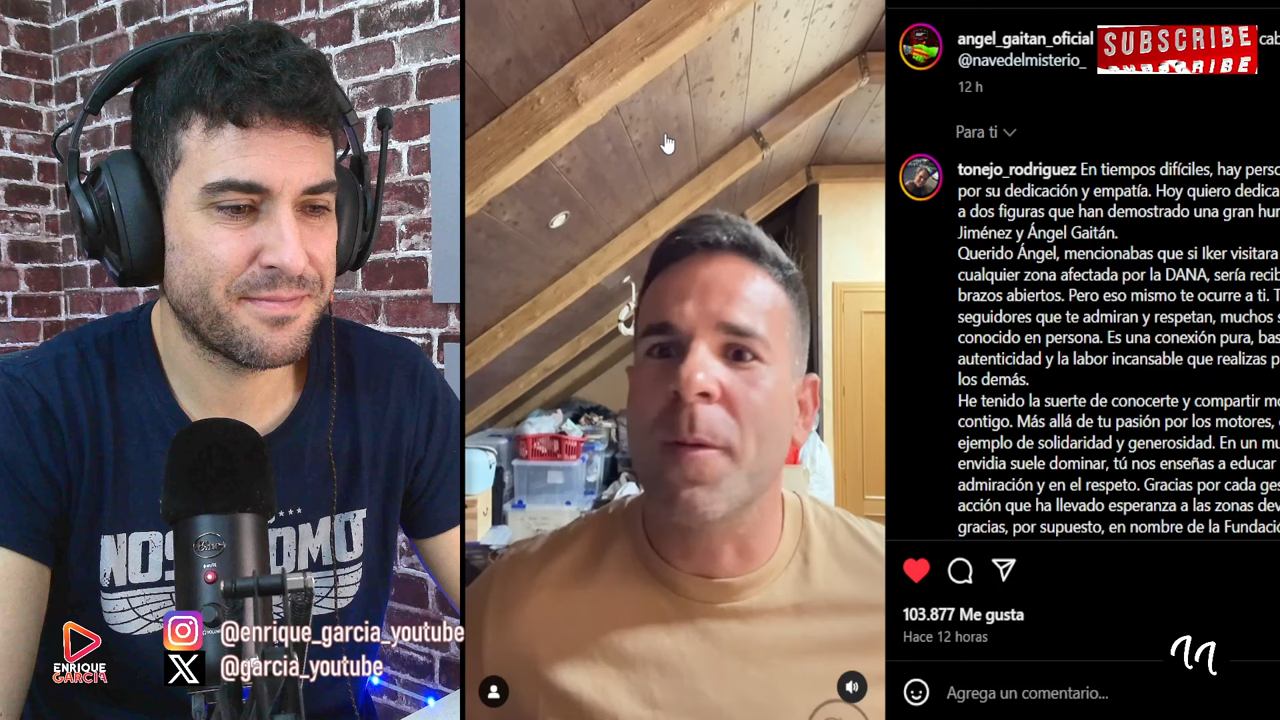 angel_gaitan_oficial
SUBSCRIBE
@navedelmisterio_
12 h
Para ti
tonejo_rodriguez En tiempos difíciles, hay perso
por su dedicación y empatía. Hoy quiero dedica
a dos figuras que han demostrado una gran hu
Jiménez y Ángel Gaitán.
Querido Ángel, mencionabas que si Iker visitara
cualquier zona afectada por la DANA, sería recib
brazos abiertos. Pero eso mismo te ocurre a ti. T
seguidores que te admiran y respetan, muchos s
conocido en persona. Es una conexión pura, bas
autenticidad y la labor incansable que realizas p
los demás.
He tenido la suerte de conocerte y compartir mo
contigo. Más allá de tu pasión por los motores,
ejemplo de solidaridad y generosidad. En un mu
envidia suele dominar, tú nos enseñas a educar
admiración y en el respeto. Gracias por cada ges
acción que ha llevado esperanza a las zonas dev
gracias, por supuesto, en nombre de la Fundació
103.877 Me gusta
Hace 12 horas
Agrega un comentario...
Blue
ENRIQUE
GARCIA
@enrique_garcia_youtube
@garcia_youtube